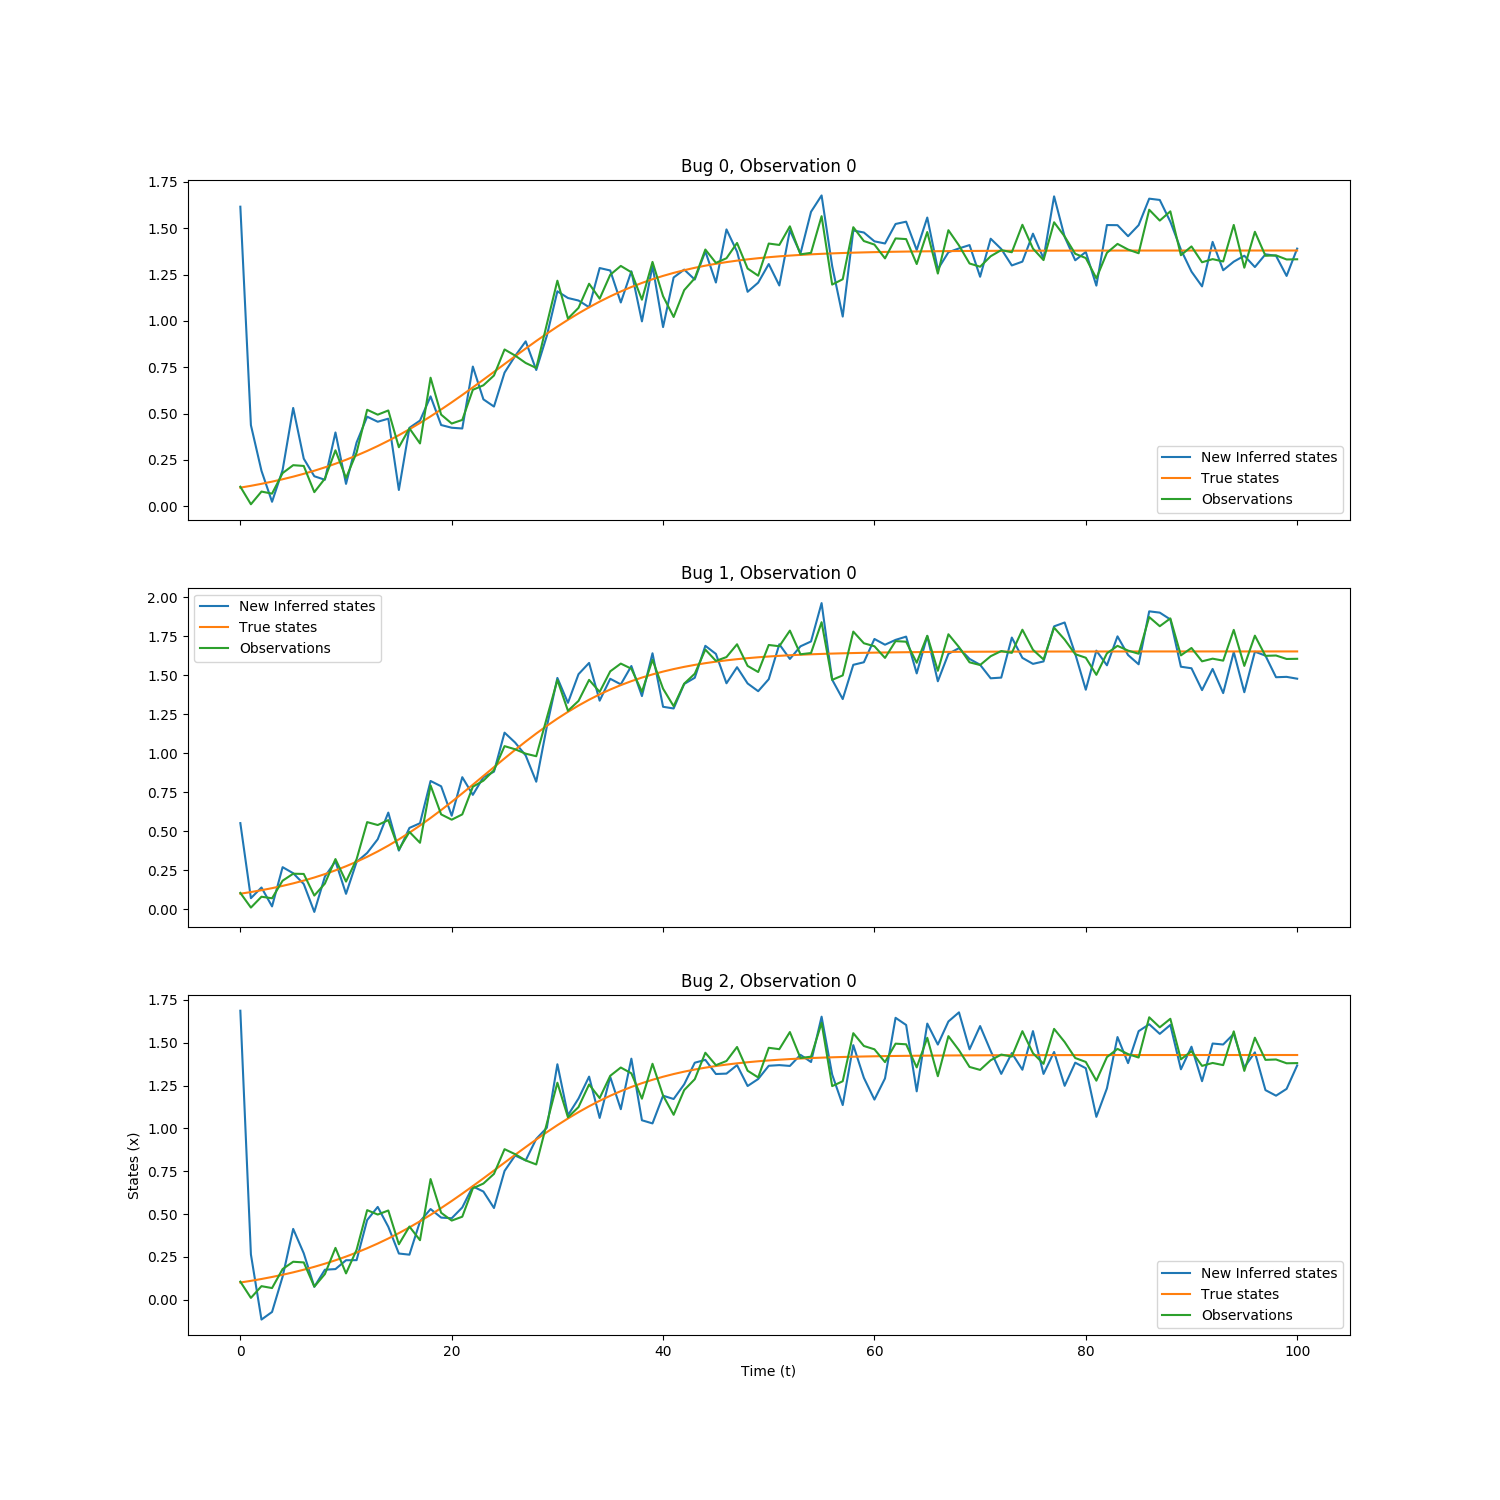 Bug 0, Observation 0
1.75
1.50
1.25
1.00
0.75
0.50
0.25
0.00
New Inferred states
True states
Observations
Bug 1, Observation 0
2.00
1.75
1.50
1.25
1.00
0.75
0.50
0.25
0.00
New Inferred states
True states
Observations
Bug 2, Observation 0
1.75
1.50
1.25
1.00
0.75
0.50
0.25
0.00
States (x)
New Inferred states
True states
Observations
0 20 40 60 80 100
Time (t)